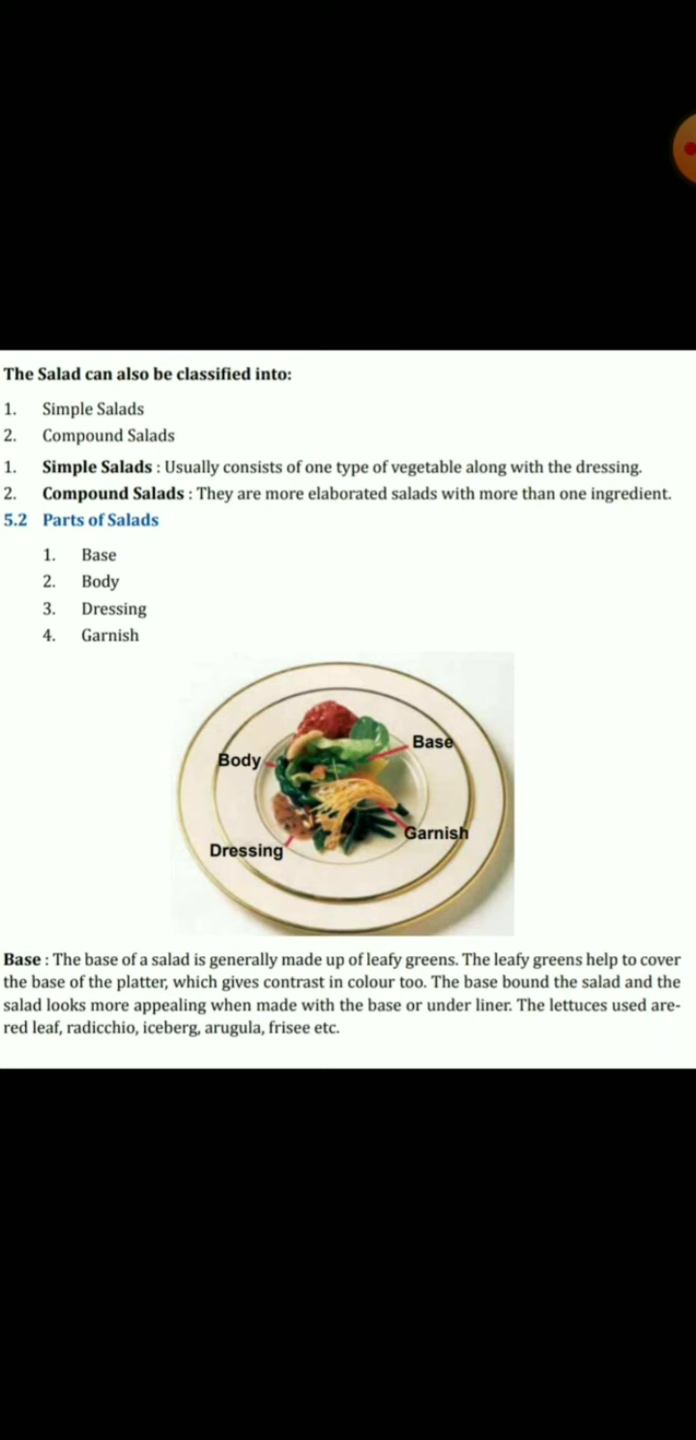 The Salad can also be classified into:
1. Simple Salads
2. Compound Salads
1. Simple Salads : Usually consists of one type of vegetable along with the dressing.
2. Compound Salads : They are more elaborated salads with more than one ingredient.
5.2 Parts of Salads
1. Base
2. Body
3. Dressing
4. Garnish
Base
Body
Garnish
Dressing
Base : The base of a salad is generally made up of leafy greens. The leafy greens help to cover
the base of the platter, which gives contrast in colour too. The base bound the salad and the
salad looks more appealing when made with the base or under liner. The lettuces used are-
red leaf, radicchio, iceberg, arugula, frisee etc.